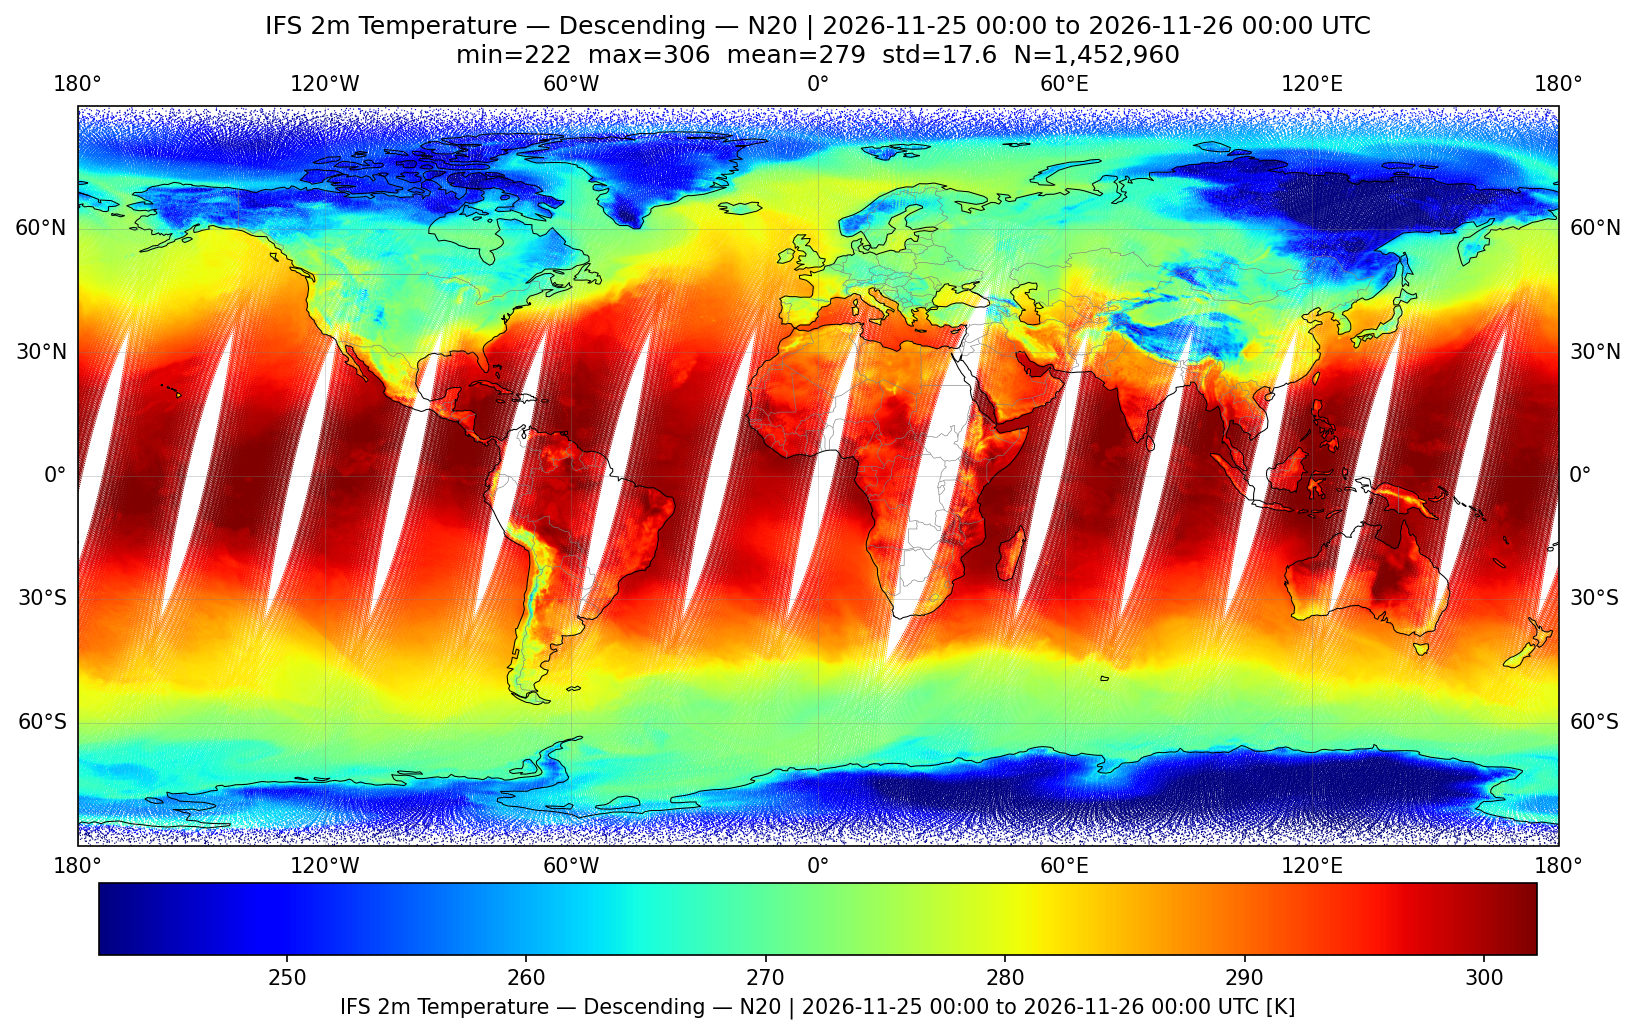 IFS 2m Temperature — Descending — N20 | 2026-11-25 00:00 to 2026-11-26 00:00 UTC
min=222  max=306  mean=279  std=17.6  N=1,452,960
180° 120°W 60°W 0° 60°E 120°E 180°
60°N 60°N
30°N 30°N
0° 0°
30°S 30°S
60°S 60°S
180° 120°W 60°W 0° 60°E 120°E 180°
250 260 270 280 290 300
IFS 2m Temperature — Descending — N20 | 2026-11-25 00:00 to 2026-11-26 00:00 UTC [K]